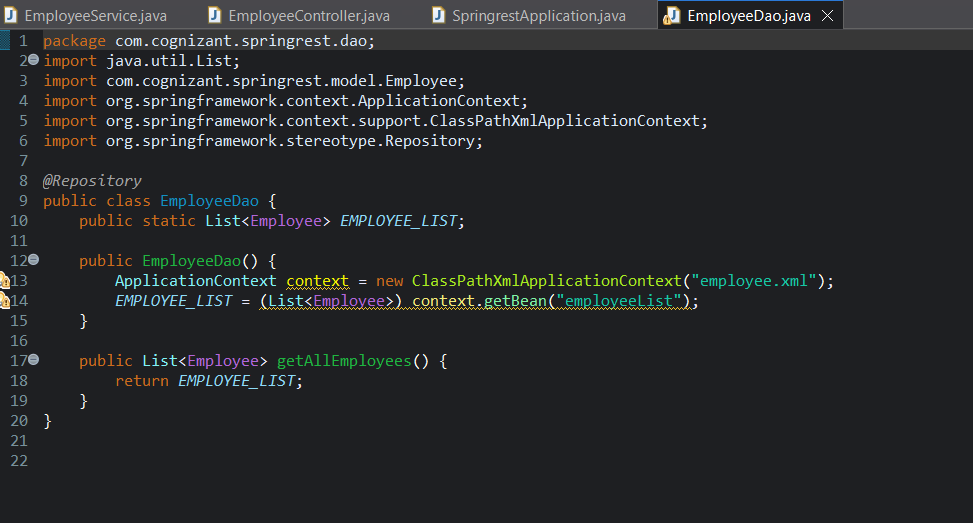 EmployeeService.java EmployeeController.java SpringrestApplication.java EmployeeDao.java
1 package com.cognizant.springrest.dao;
2 import java.util.List;
3 import com.cognizant.springrest.model.Employee;
4 import org.springframework.context.ApplicationContext;
5 import org.springframework.context.support.ClassPathXmlApplicationContext;
6 import org.springframework.stereotype.Repository;
7
8 @Repository
9 public class EmployeeDao {
10     public static List<Employee> EMPLOYEE_LIST;
11
12     public EmployeeDao() {
13         ApplicationContext context = new ClassPathXmlApplicationContext("employee.xml");
14         EMPLOYEE_LIST = (List<Employee>) context.getBean("employeeList");
15     }
16
17     public List<Employee> getAllEmployees() {
18         return EMPLOYEE_LIST;
19     }
20 }
21
22